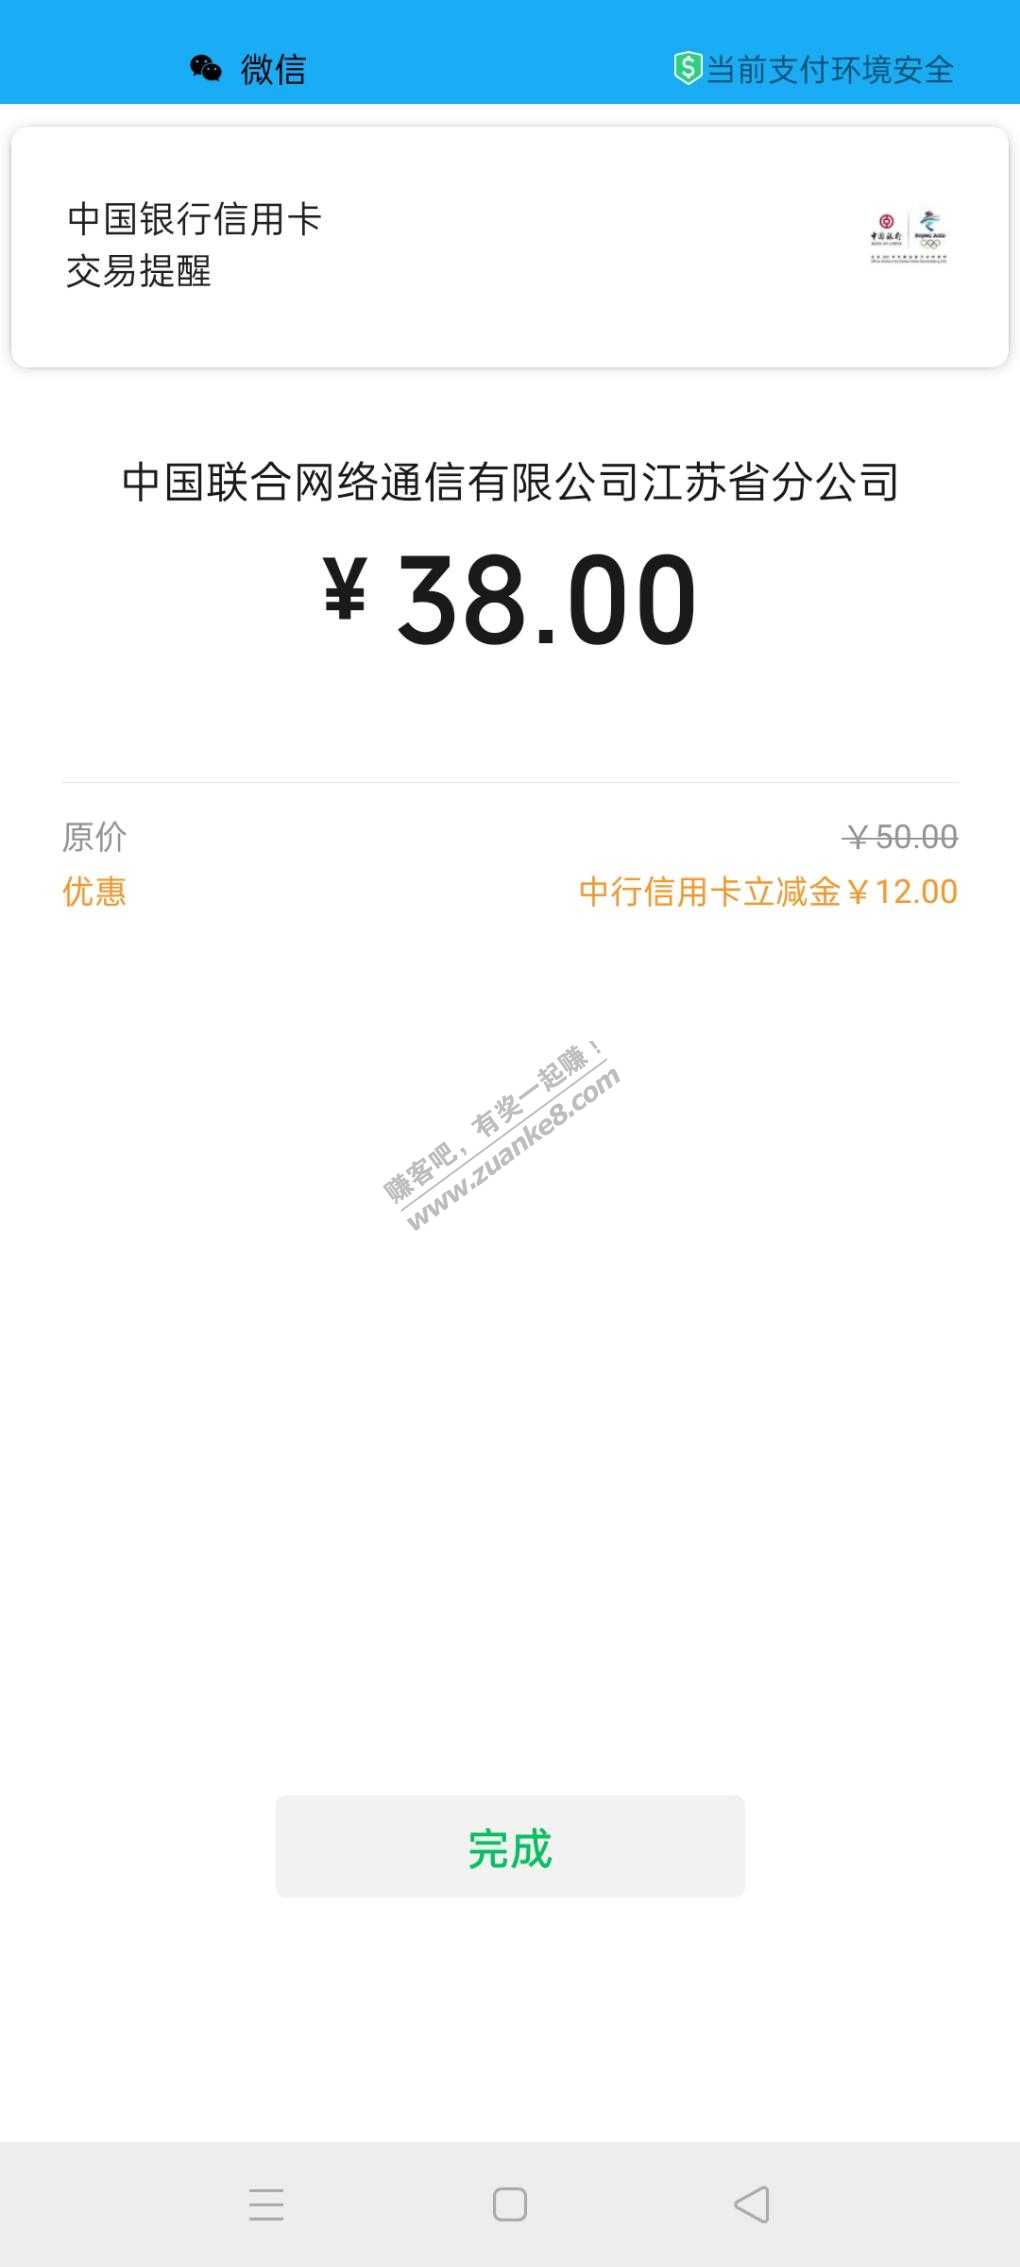 微信
当前支付环境安全
中国银行信用卡
交易提醒
中国银行
BEIJING 2022
中国联合网络通信有限公司江苏省分公司
¥ 38.00
原价
￥50.00
优惠
中行信用卡立减金￥12.00
赚客吧，有奖一起赚！
www.zuanke8.com
完成